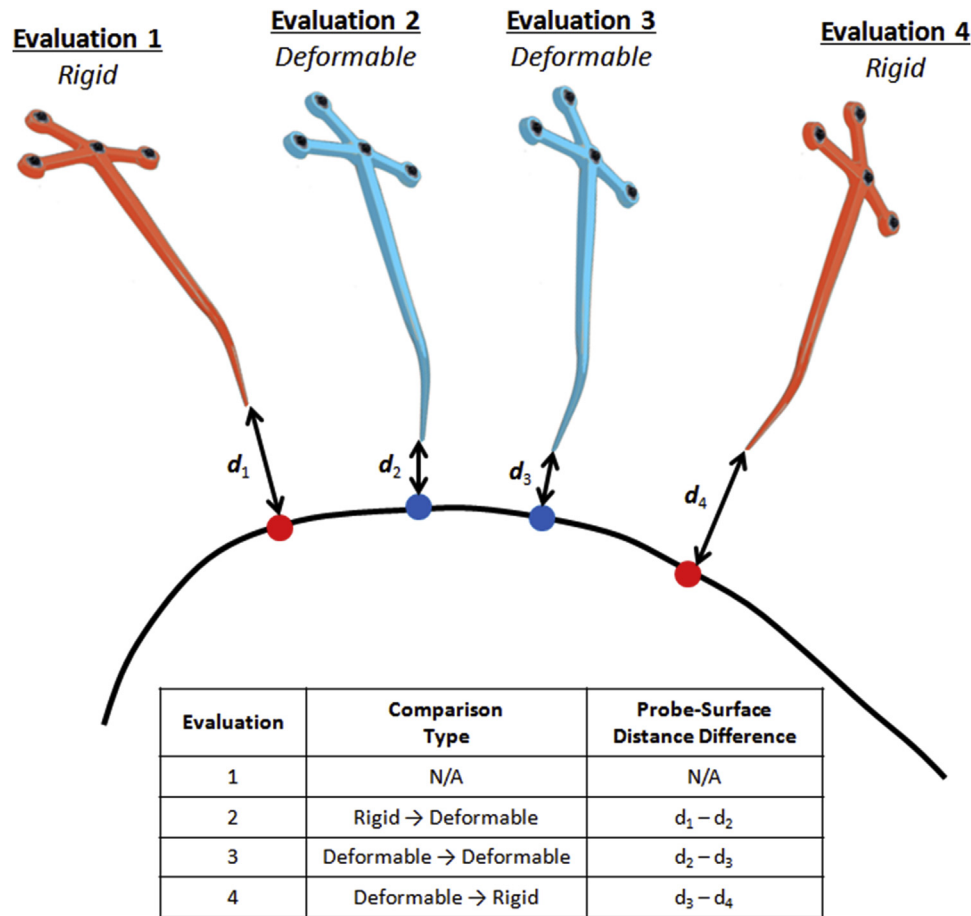 Evaluation 1
Rigid
Evaluation 2
Deformable
Evaluation 3
Deformable
Evaluation 4
Rigid
d₁
d₂
d₃
d₄
Evaluation Comparison Type Probe-Surface Distance Difference
1 N/A N/A
2 Rigid → Deformable d₁ – d₂
3 Deformable → Deformable d₂ – d₃
4 Deformable → Rigid d₃ – d₄